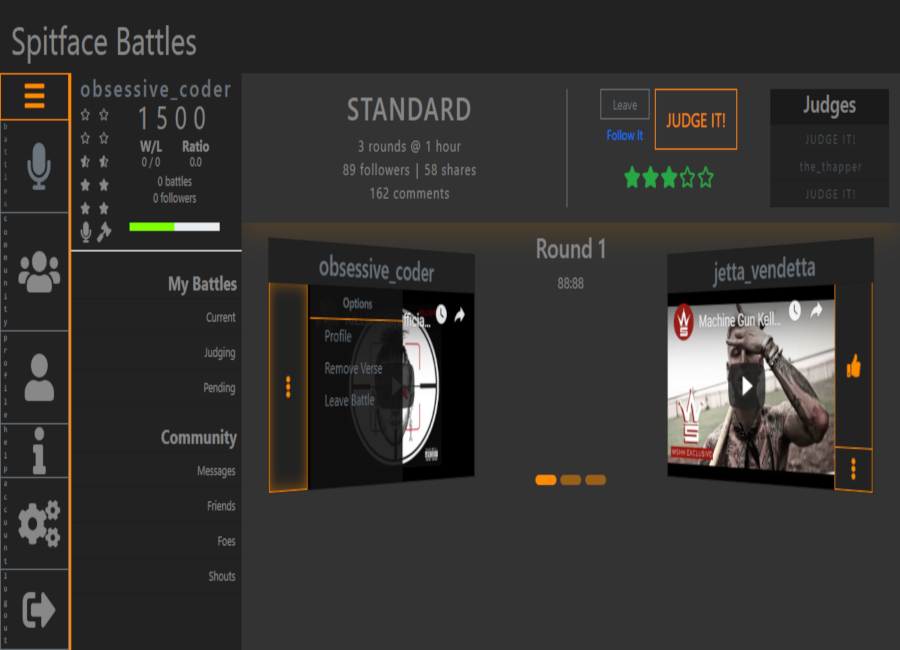 Spitface Battles
battles
community
profile
help
account
logout
obsessive_coder
1500
W/L Ratio
0 / 0 0.0
0 battles
0 followers
My Battles
Current
Judging
Pending
Community
Messages
Friends
Foes
Shouts
STANDARD
3 rounds @ 1 hour
89 followers | 58 shares
162 comments
Leave
Follow It
JUDGE IT!
Judges
JUDGE IT!
the_thapper
JUDGE IT!
obsessive_coder
Options
Profile
Remove Verse
Leave Battle
fficia...
Round 1
88:88
jetta_vendetta
Machine Gun Kell...
WSHH EXCLUSIVE